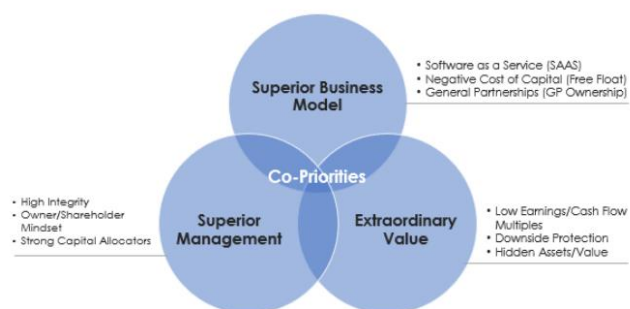 Superior Business
Model
• Software as a Service (SAAS)
• Negative Cost of Capital (Free Float)
• General Partnerships (GP Ownership)
Co-Priorities
• High Integrity
• Owner/Shareholder
Mindset
• Strong Capital Allocators
Superior
Management
Extraordinary
Value
• Low Earnings/Cash Flow
Multiples
• Downside Protection
• Hidden Assets/Value